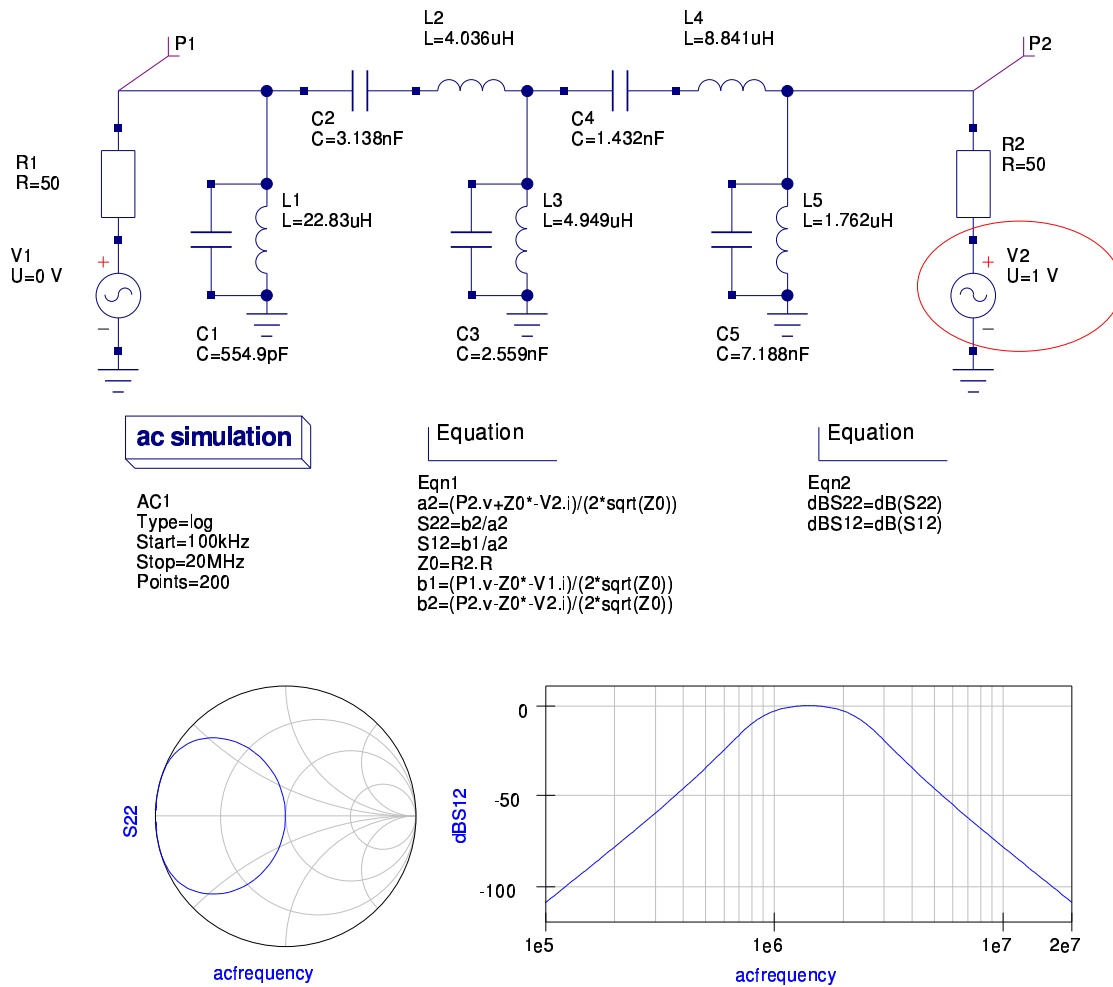 P1
L2
L=4.036uH
L4
L=8.841uH
P2
C2
C=3.138nF
C4
C=1.432nF
R1
R=50
R2
R=50
L1
L=22.83uH
L3
L=4.949uH
L5
L=1.762uH
V1
U=0 V
+
–
V2
U=1 V
+
–
C1
C=554.9pF
C3
C=2.559nF
C5
C=7.188nF
ac simulation
AC1
Type=log
Start=100kHz
Stop=20MHz
Points=200
Equation
Eqn1
a2=(P2.v+Z0*-V2.i)/(2*sqrt(Z0))
S22=b2/a2
S12=b1/a2
Z0=R2.R
b1=(P1.v-Z0*-V1.i)/(2*sqrt(Z0))
b2=(P2.v-Z0*-V2.i)/(2*sqrt(Z0))
Equation
Eqn2
dBS22=dB(S22)
dBS12=dB(S12)
S22
acfrequency
dBS12
0
-50
-100
1e5
1e6
1e7
2e7
acfrequency